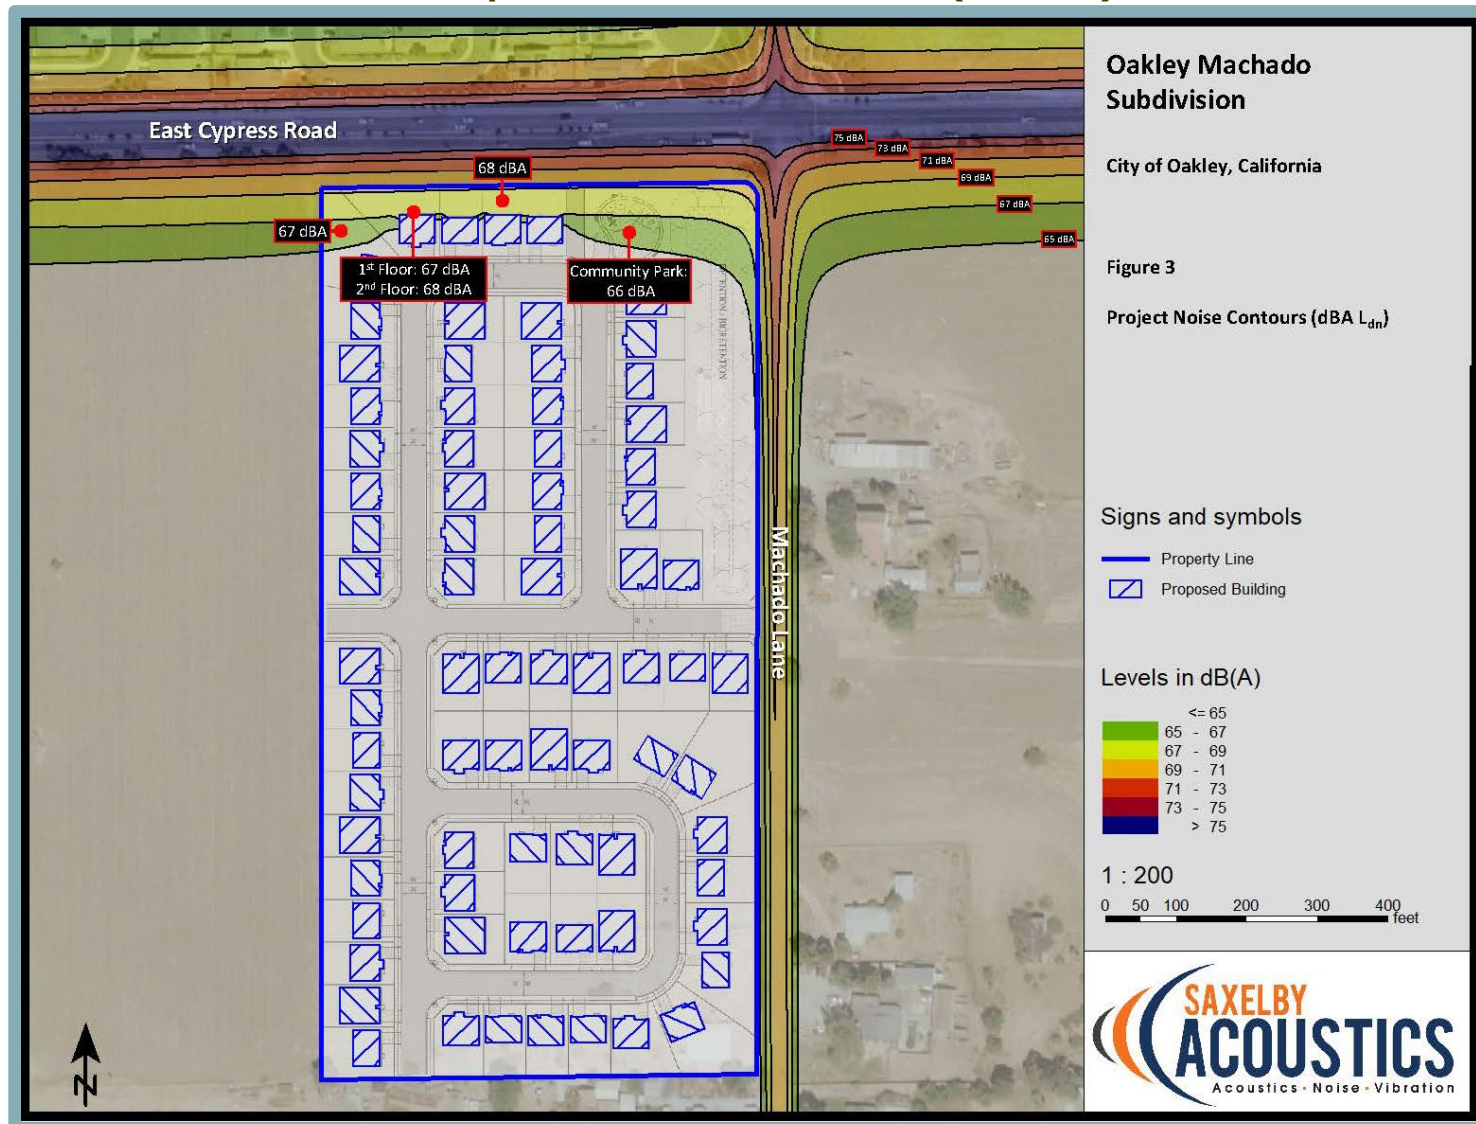 East Cypress Road
75 dBA
73 dBA
71 dBA
69 dBA
67 dBA
65 dBA
68 dBA
67 dBA
1st Floor: 67 dBA
2nd Floor: 68 dBA
Community Park:
66 dBA
DETENTION / BIORETENTION
Machado Lane
N
Oakley Machado
Subdivision
City of Oakley, California
Figure 3
Project Noise Contours (dBA Ldn)
Signs and symbols
Property Line
Proposed Building
Levels in dB(A)
<= 65
65 - 67
67 - 69
69 - 71
71 - 73
73 - 75
> 75
1 : 200
0 50 100 200 300 400
feet
SAXELBY
ACOUSTICS
Acoustics · Noise · Vibration